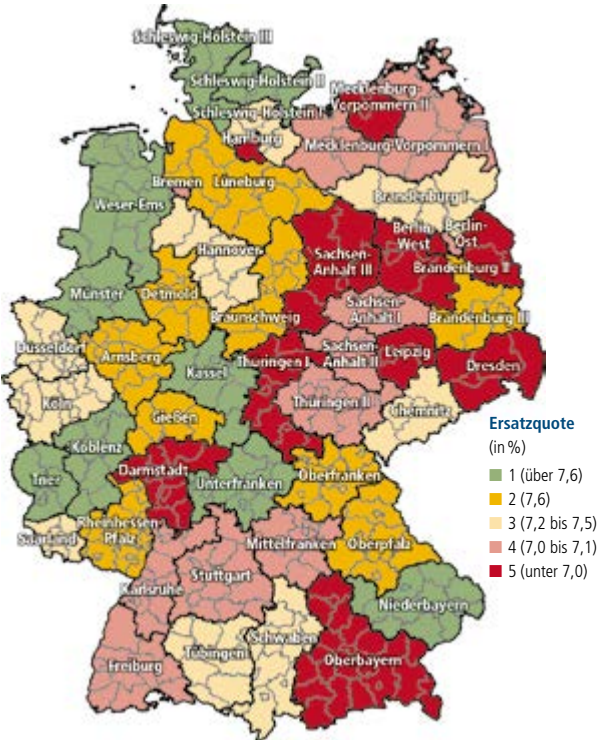 Schleswig-Holstein III
Schleswig-Holstein II
Schleswig-Holstein I
Mecklenburg-
Vorpommern II
Hamburg
Mecklenburg-Vorpommern I
Bremen
Lüneburg
Brandenburg I
Weser-Ems
Hannover
Berlin-
West
Berlin-
Ost
Sachsen-
Anhalt III
Brandenburg II
Münster
Detmold
Sachsen-
Anhalt I
Braunschweig
Brandenburg III
Düsseldorf
Arnsberg
Kassel
Thüringen I
Sachsen-
Anhalt II
Leipzig
Dresden
Köln
Thüringen II
Chemnitz
Gießen
Koblenz
Darmstadt
Trier
Unterfranken
Oberfranken
Rheinhessen-
Pfalz
Saarland
Mittelfranken
Oberpfalz
Karlsruhe
Stuttgart
Niederbayern
Schwaben
Tübingen
Oberbayern
Freiburg
Ersatzquote
(in %)
1 (über 7,6)
2 (7,6)
3 (7,2 bis 7,5)
4 (7,0 bis 7,1)
5 (unter 7,0)